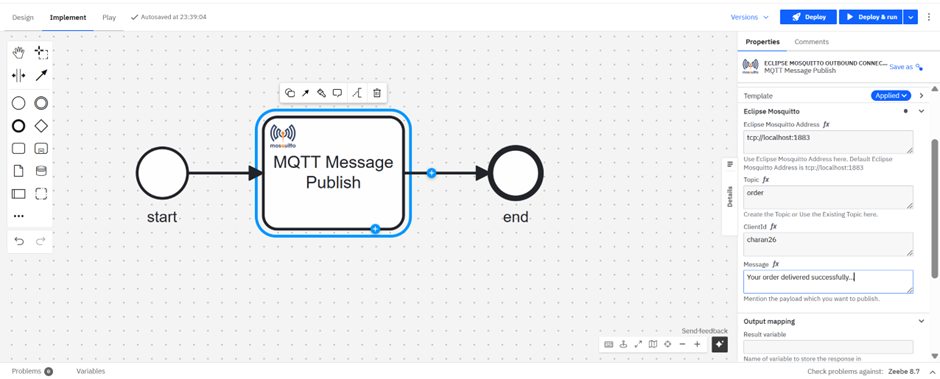 Design Implement Play Autosaved at 23:39:04 Versions Deploy Deploy & run
Properties Comments
ECLIPSE MOSQUITTO OUTBOUND CONNEC...
MQTT Message Publish
Save as
Template Applied
Eclipse Mosquitto
Eclipse Mosquitto Address fx
tcp://localhost:1883
Use Eclipse Mosquitto Address here. Default Eclipse
Mosquitto Address is tcp://localhost:1883
Topic fx
order
Create the Topic or Use the Existing Topic here.
ClientId fx
charan26
Message fx
Your order delivered successfully...
Mention the payload which you want to publish.
Output mapping
Result variable
Name of variable to store the response in
Details
mosquitto
MQTT Message
Publish
start
end
Send feedback
Problems 0 Variables Check problems against: Zeebe 8.7